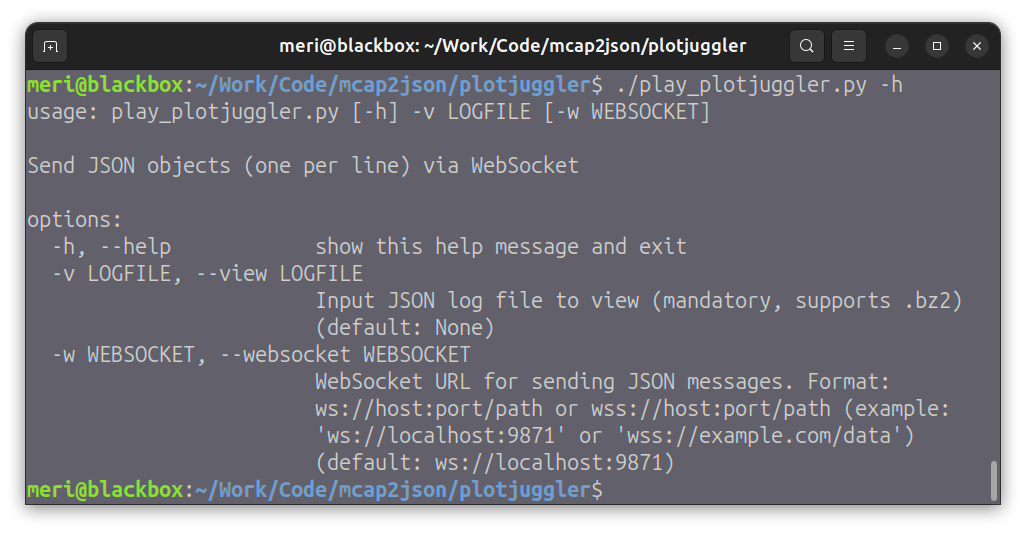 meri@blackbox: ~/Work/Code/mcap2json/plotjuggler
meri@blackbox:~/Work/Code/mcap2json/plotjuggler$ ./play_plotjuggler.py -h
usage: play_plotjuggler.py [-h] -v LOGFILE [-w WEBSOCKET]
Send JSON objects (one per line) via WebSocket
options:
-h, --help show this help message and exit
-v LOGFILE, --view LOGFILE
Input JSON log file to view (mandatory, supports .bz2)
(default: None)
-w WEBSOCKET, --websocket WEBSOCKET
WebSocket URL for sending JSON messages. Format:
ws://host:port/path or wss://host:port/path (example:
'ws://localhost:9871' or 'wss://example.com/data')
(default: ws://localhost:9871)
meri@blackbox:~/Work/Code/mcap2json/plotjuggler$